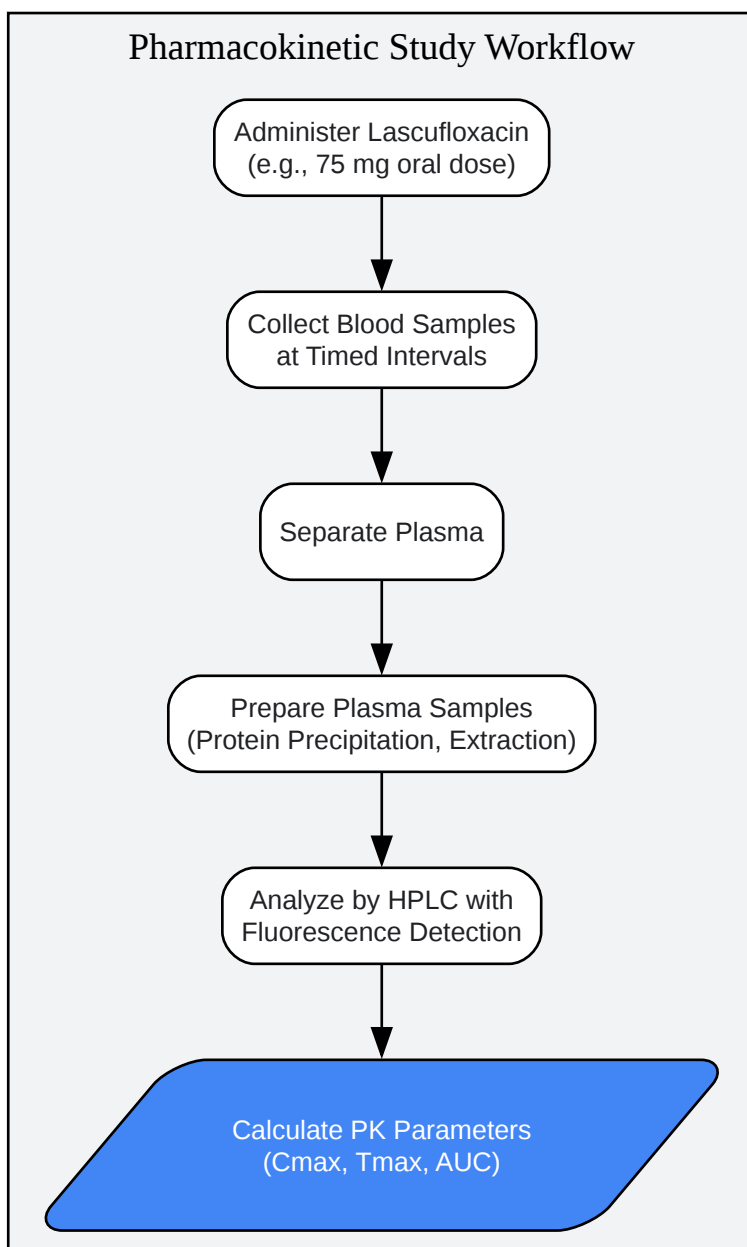 Pharmacokinetic Study Workflow
Administer Lascufloxacin
(e.g., 75 mg oral dose)
Collect Blood Samples
at Timed Intervals
Separate Plasma
Prepare Plasma Samples
(Protein Precipitation, Extraction)
Analyze by HPLC with
Fluorescence Detection
Calculate PK Parameters
(Cmax, Tmax, AUC)